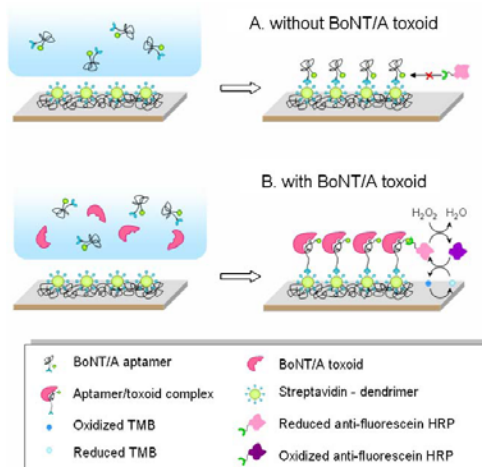 A. without BoNT/A toxoid
B. with BoNT/A toxoid
H₂O₂ H₂O
BoNT/A aptamer
BoNT/A toxoid
Aptamer/toxoid complex
Streptavidin - dendrimer
Oxidized TMB
Reduced anti-fluorescein HRP
Reduced TMB
Oxidized anti-fluorescein HRP